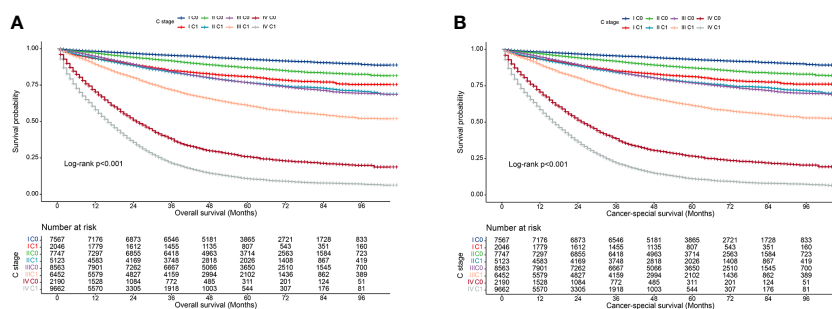 A
C stage I C0 II C0 III C0 IV C0
I C1 II C1 III C1 IV C1
1.00
0.75
0.50
0.25
0.00
Survival probability
Log-rank p<0.001
0 12 24 36 48 60 72 84 96
Overall survival (Months)
Number at risk
C stage
I C0 7567 7176 6873 6546 5181 3865 2721 1728 833
I C1 2046 1779 1612 1455 1135 807 543 351 160
II C0 7747 7297 6855 6418 4963 3714 2563 1584 723
II C1 5123 4583 4169 3748 2818 2026 1408 867 419
III C0 8563 7901 7262 6667 5066 3650 2510 1545 700
III C1 6452 5579 4827 4159 2994 2102 1436 862 389
IV C0 2190 1528 1084 772 485 311 201 124 51
IV C1 9662 5570 3305 1918 1003 544 307 176 81
0 12 24 36 48 60 72 84 96
Overall survival (Months)
B
C stage I C0 II C0 III C0 IV C0
I C1 II C1 III C1 IV C1
1.00
0.75
0.50
0.25
0.00
Survival probability
Log-rank p<0.001
0 12 24 36 48 60 72 84 96
Cancer-special survival (Months)
Number at risk
C stage
I C0 7567 7176 6873 6546 5181 3865 2721 1728 833
I C1 2046 1779 1612 1455 1135 807 543 351 160
II C0 7747 7297 6855 6418 4963 3714 2563 1584 723
II C1 5123 4583 4169 3748 2818 2026 1408 867 419
III C0 8563 7901 7262 6667 5066 3650 2510 1545 700
III C1 6452 5579 4827 4159 2994 2102 1436 862 389
IV C0 2190 1528 1084 772 485 311 201 124 51
IV C1 9662 5570 3305 1918 1003 544 307 176 81
0 12 24 36 48 60 72 84 96
Cancer-special survival (Months)